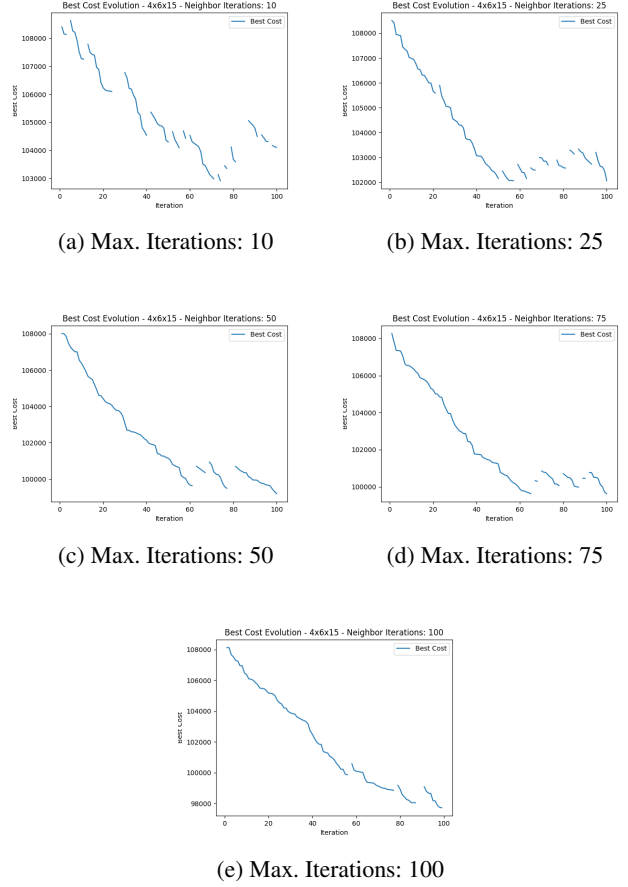 Best Cost Evolution - 4x6x15 - Neighbor Iterations: 10
Best Cost
108000
107000
106000
105000
104000
103000
Best Cost
0 20 40 60 80 100
Iteration
(a) Max. Iterations: 10
Best Cost Evolution - 4x6x15 - Neighbor Iterations: 25
Best Cost
108000
107000
106000
105000
104000
103000
102000
Best Cost
0 20 40 60 80 100
Iteration
(b) Max. Iterations: 25
Best Cost Evolution - 4x6x15 - Neighbor Iterations: 50
Best Cost
108000
106000
104000
102000
100000
Best Cost
0 20 40 60 80 100
Iteration
(c) Max. Iterations: 50
Best Cost Evolution - 4x6x15 - Neighbor Iterations: 75
Best Cost
108000
106000
104000
102000
100000
Best Cost
0 20 40 60 80 100
Iteration
(d) Max. Iterations: 75
Best Cost Evolution - 4x6x15 - Neighbor Iterations: 100
Best Cost
108000
106000
104000
102000
100000
98000
Best Cost
0 20 40 60 80 100
Iteration
(e) Max. Iterations: 100